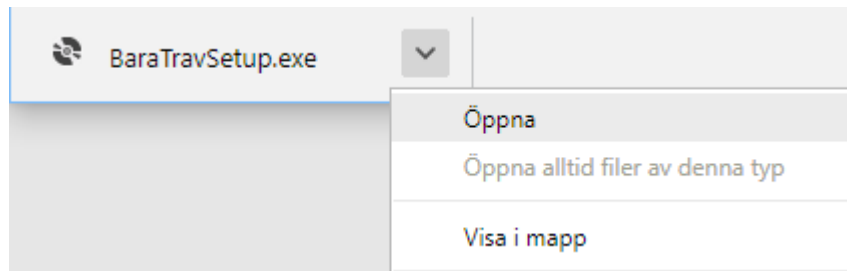 BaraTravSetup.exe
Öppna
Öppna alltid filer av denna typ
Visa i mapp